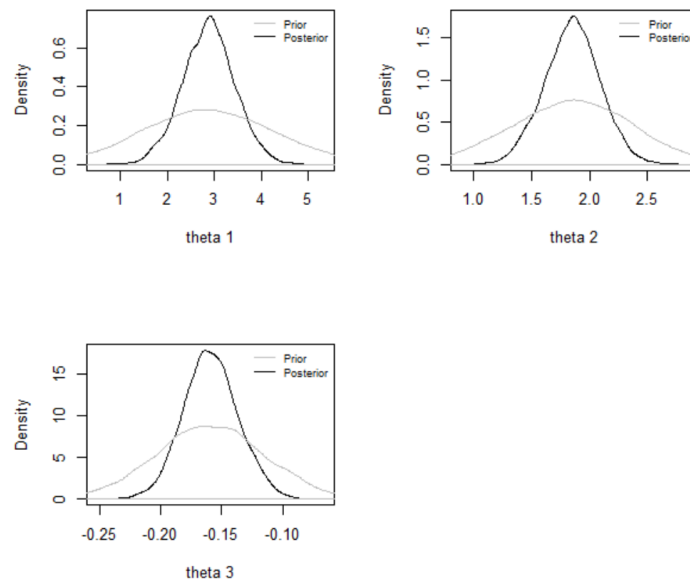 Prior
Posterior
Density
0.0 0.2 0.4 0.6
1 2 3 4 5
theta 1
Prior
Posterior
Density
0.0 0.5 1.0 1.5
1.0 1.5 2.0 2.5
theta 2
Prior
Posterior
Density
0 5 10 15
-0.25 -0.20 -0.15 -0.10
theta 3